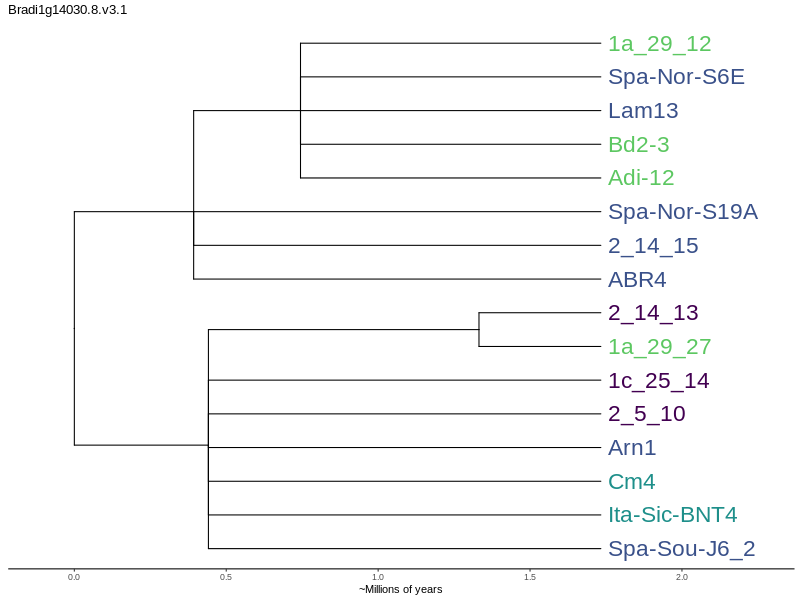 Bradi1g14030.8.v3.1
1a_29_12
Spa-Nor-S6E
Lam13
Bd2-3
Adi-12
Spa-Nor-S19A
2_14_15
ABR4
2_14_13
1a_29_27
1c_25_14
2_5_10
Arn1
Cm4
Ita-Sic-BNT4
Spa-Sou-J6_2
0.0 0.5 1.0 1.5 2.0
~Millions of years